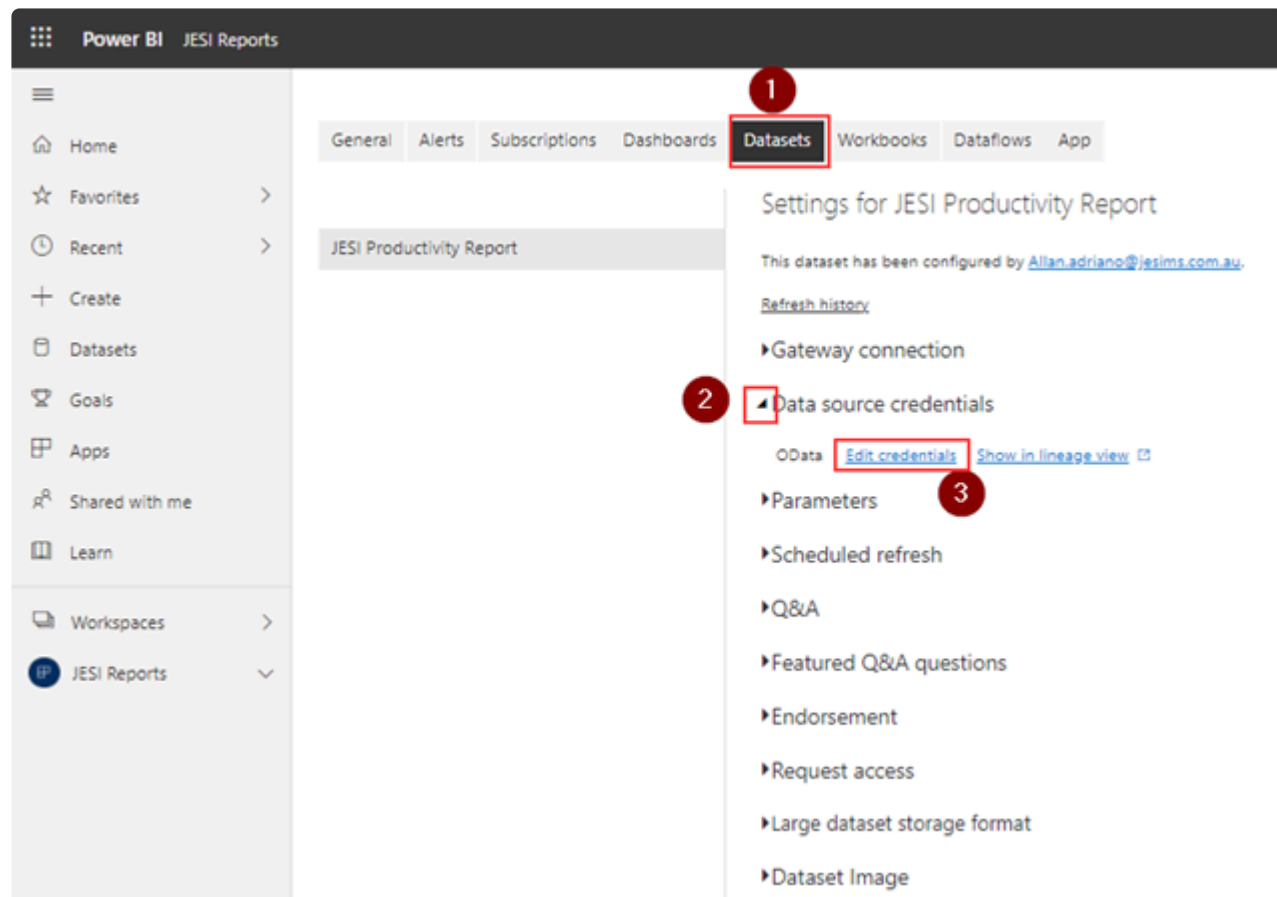 Power BI JESI Reports
1
General Alerts Subscriptions Dashboards Datasets Workbooks Dataflows App
Home
Favorites
Recent
Create
Datasets
Goals
Apps
Shared with me
Learn
Workspaces
JESI Reports
JESI Productivity Report
Settings for JESI Productivity Report
This dataset has been configured by Allan.adriano@jesims.com.au.
Refresh history
Gateway connection
2
Data source credentials
OData Edit credentials Show in lineage view
3
Parameters
Scheduled refresh
Q&A
Featured Q&A questions
Endorsement
Request access
Large dataset storage format
Dataset Image